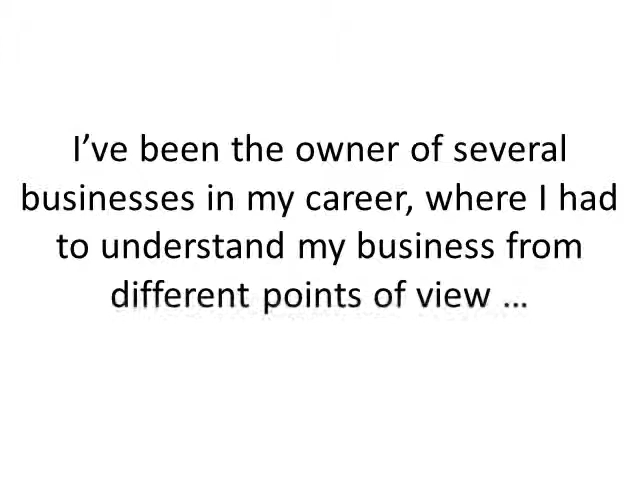 I’ve been the owner of several
businesses in my career, where I had
to understand my business from
different points of view ...